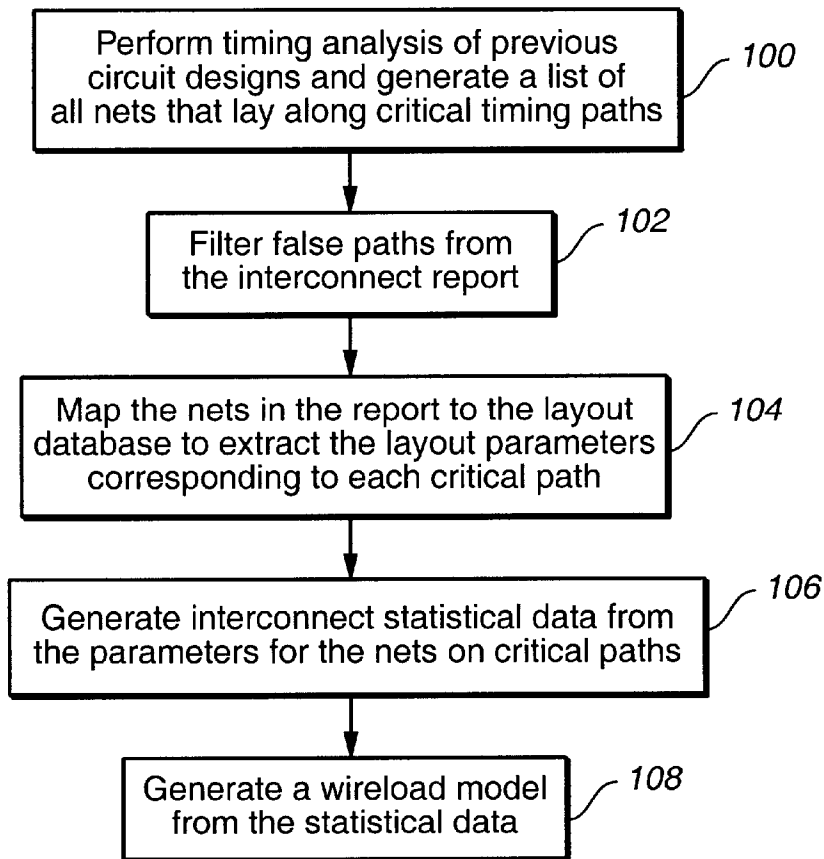 Perform timing analysis of previous
circuit designs and generate a list of
all nets that lay along critical timing paths
100
Filter false paths from
the interconnect report
102
Map the nets in the report to the layout
database to extract the layout parameters
corresponding to each critical path
104
Generate interconnect statistical data from
the parameters for the nets on critical paths
106
Generate a wireload model
from the statistical data
108